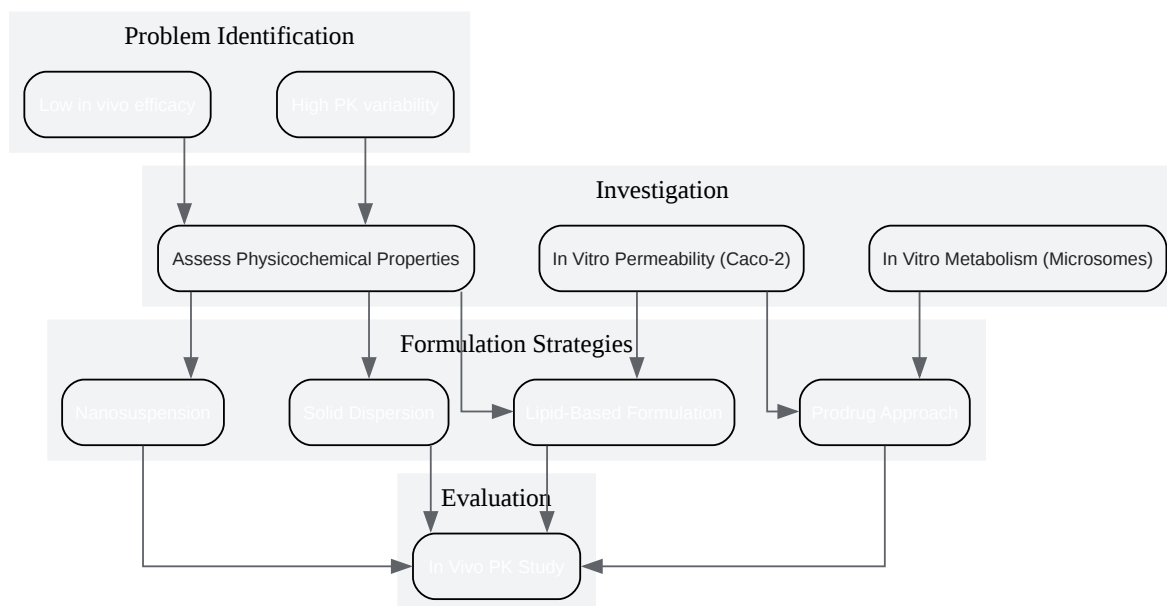 Problem Identification
Low in vivo efficacy
High PK variability
Investigation
Assess Physicochemical Properties
In Vitro Permeability (Caco-2)
In Vitro Metabolism (Microsomes)
Formulation Strategies
Nanosuspension
Solid Dispersion
Lipid-Based Formulation
Prodrug Approach
Evaluation
In Vivo PK Study